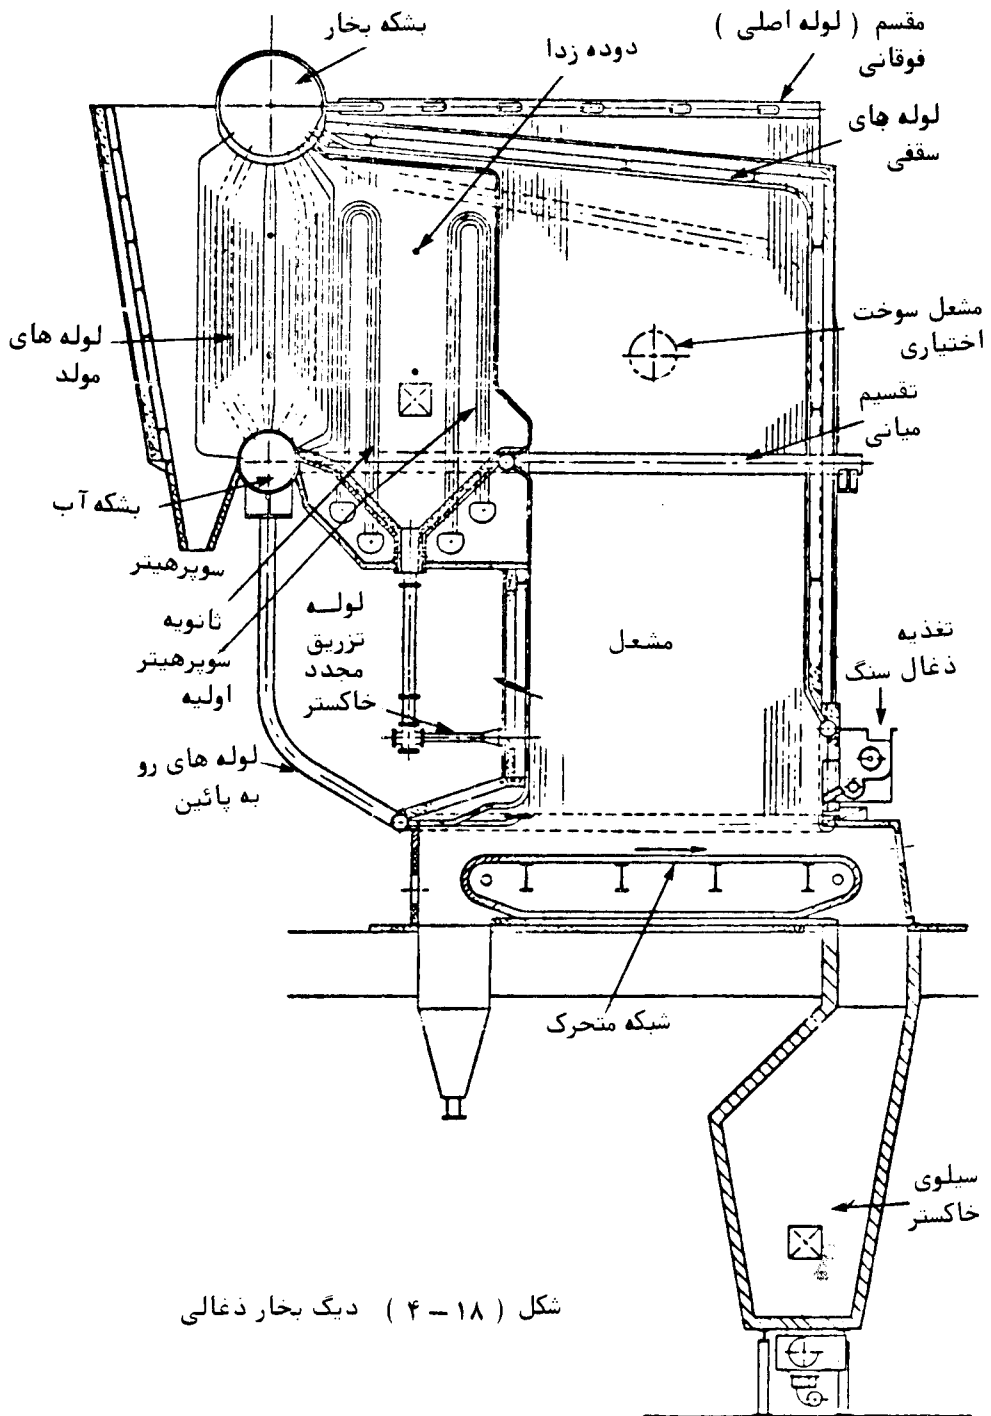 بشکه بخار
دوده زدا
مقسم ( لوله اصلی )
فوقانی
لوله های
سقفی
مشعل سوخت
اختیاری
تقسیم
میانی
لوله های
مولد
بشکه آب
سوپرهیتر
ثانویه
سوپرهیتر
اولیه
لوله
تزریق
مجدد
خاکستر
مشعل
تغذیه
ذغال سنگ
لوله های رو
به پائین
شبکه متحرک
سیلوی
خاکستر
شکل ( ۱۸ – ۴ ) دیگ بخار ذغالی